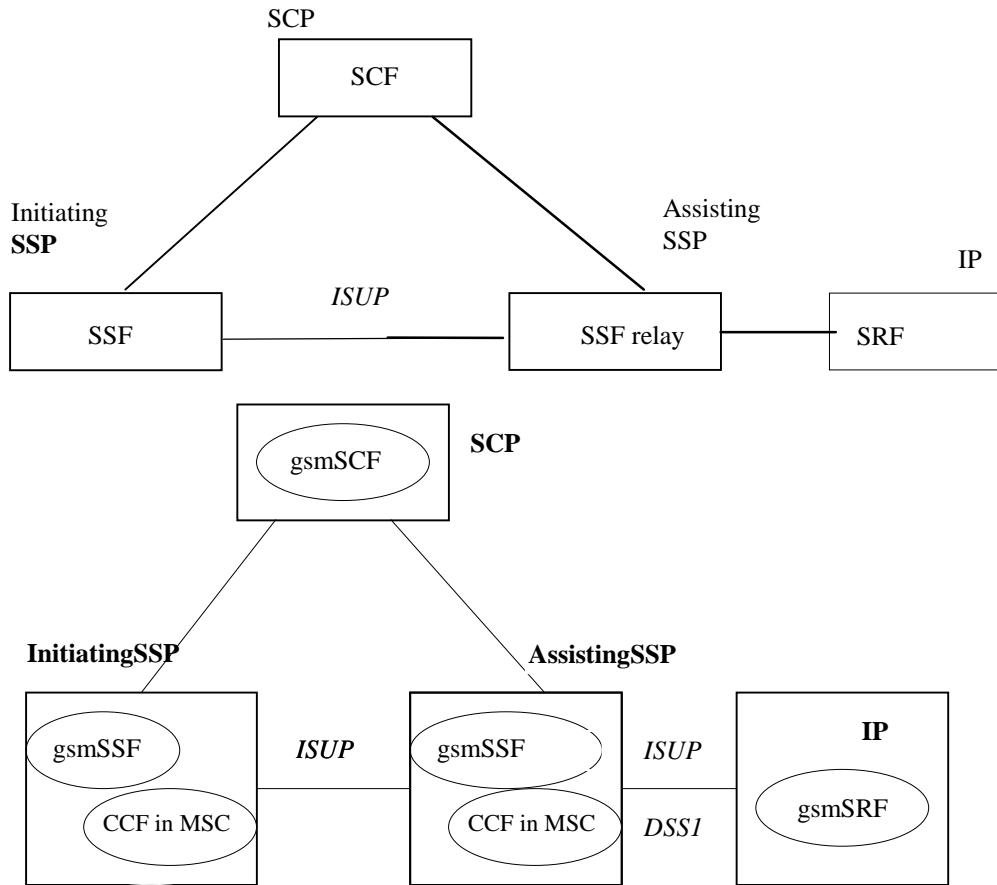 SCP
SCF
Initiating
SSP
Assisting
SSP
IP
ISUP
SSF
SSF relay
SRF
SCP
gsmSCF
InitiatingSSP
AssistingSSP
gsmSSF
ISUP
gsmSSF
ISUP
IP
CCF in MSC
CCF in MSC
DSS1
gsmSRF